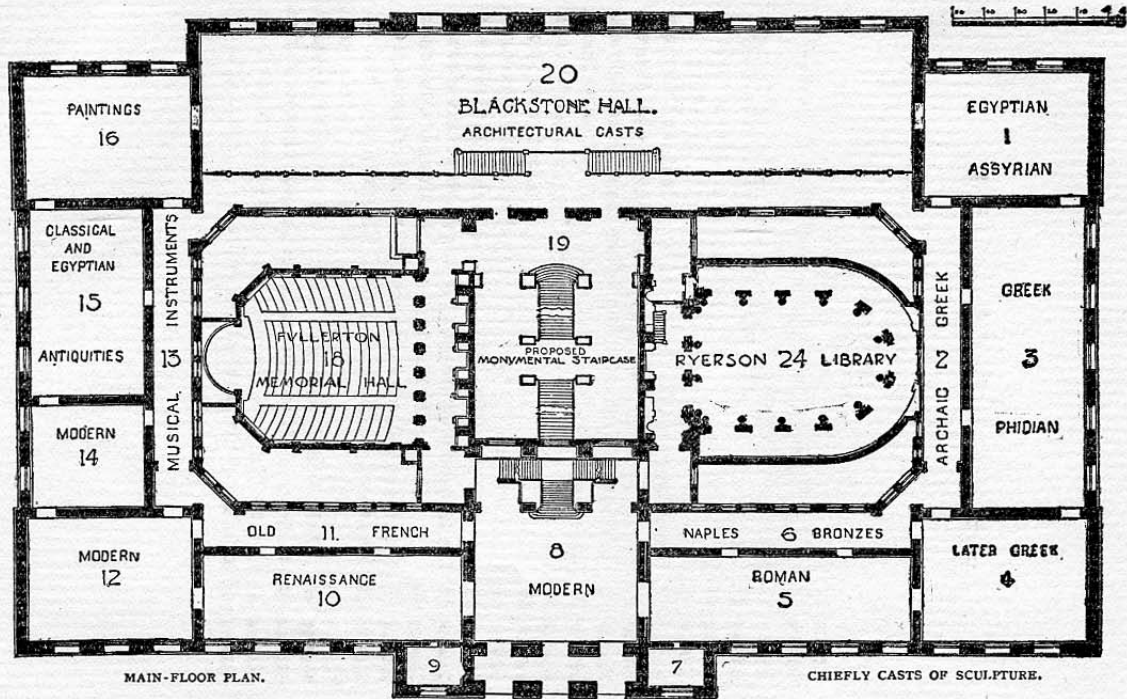 20
BLACKSTONE HALL.
ARCHITECTURAL CASTS
PAINTINGS
16
EGYPTIAN
1
ASSYRIAN
CLASSICAL
AND
EGYPTIAN
15
ANTIQUITIES
MUSICAL 13 INSTRUMENTS
FULLERTON
18
MEMORIAL HALL
19
PROPOSED
MONUMENTAL STAIRCASE
RYERSON 24 LIBRARY
ARCHAIC 2 GREEK
GREEK
3
PHIDIAN
MODERN
14
OLD 11. FRENCH
NAPLES 6 BRONZES
MODERN
12
RENAISSANCE
10
8
MODERN
ROMAN
5
LATER GREEK
4
9
7
MAIN-FLOOR PLAN.
CHIEFLY CASTS OF SCULPTURE.